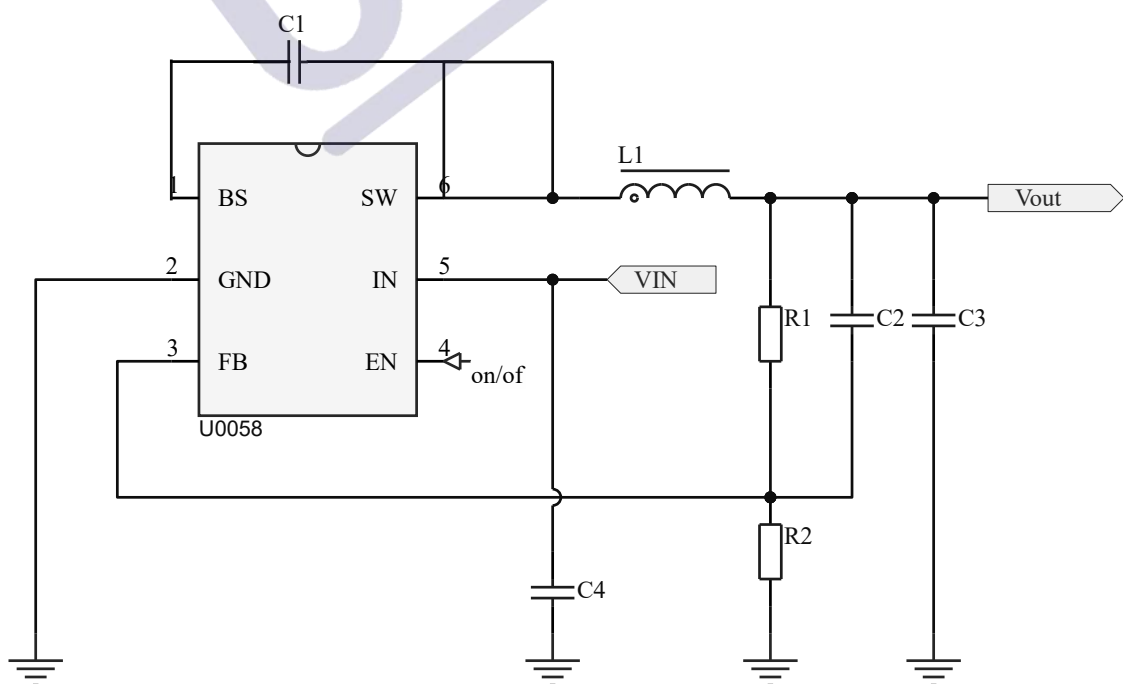 C1
L1
1 BS SW 6
Vout
2 GND IN 5 VIN
R1 C2 C3
3 FB EN 4
on/of
U0058
R2
C4